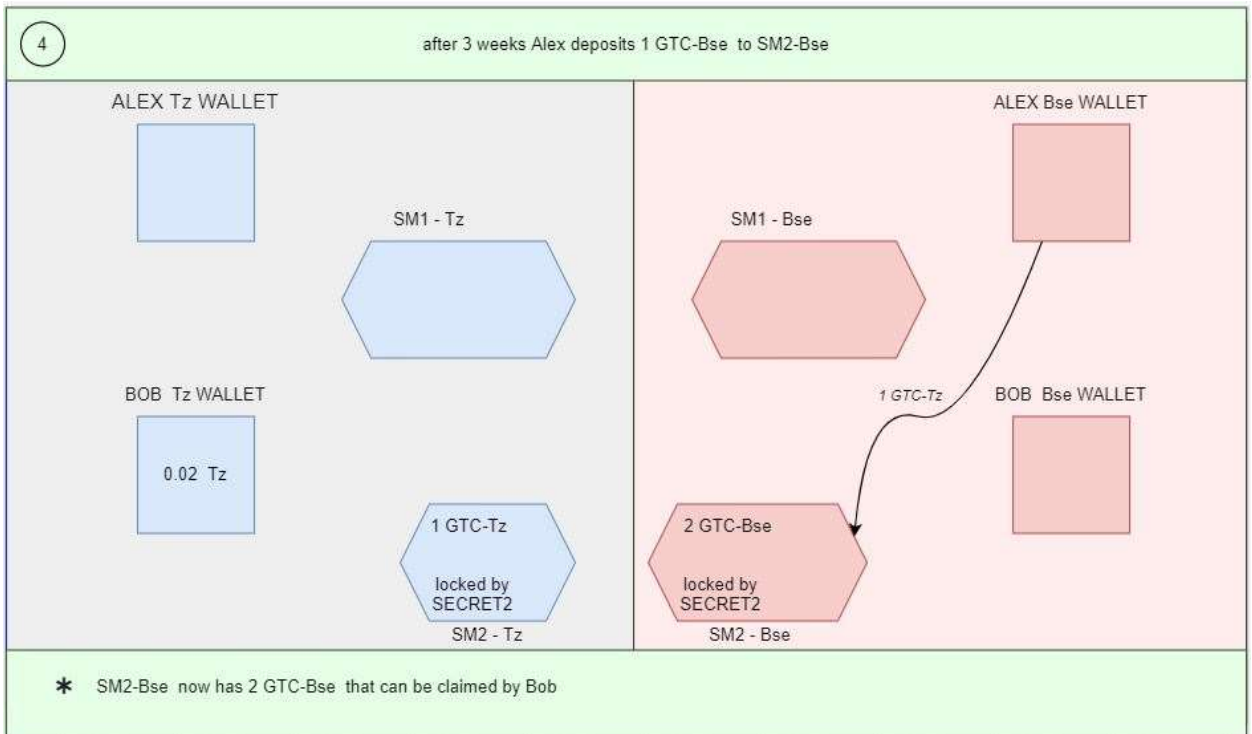 4
after 3 weeks Alex deposits 1 GTC-Bse to SM2-Bse
ALEX Tz WALLET
ALEX Bse WALLET
SM1 - Tz
SM1 - Bse
BOB Tz WALLET
1 GTC-Tz
BOB Bse WALLET
0.02 Tz
1 GTC-Tz
locked by
SECRET2
SM2 - Tz
2 GTC-Bse
locked by
SECRET2
SM2 - Bse
* SM2-Bse now has 2 GTC-Bse that can be claimed by Bob